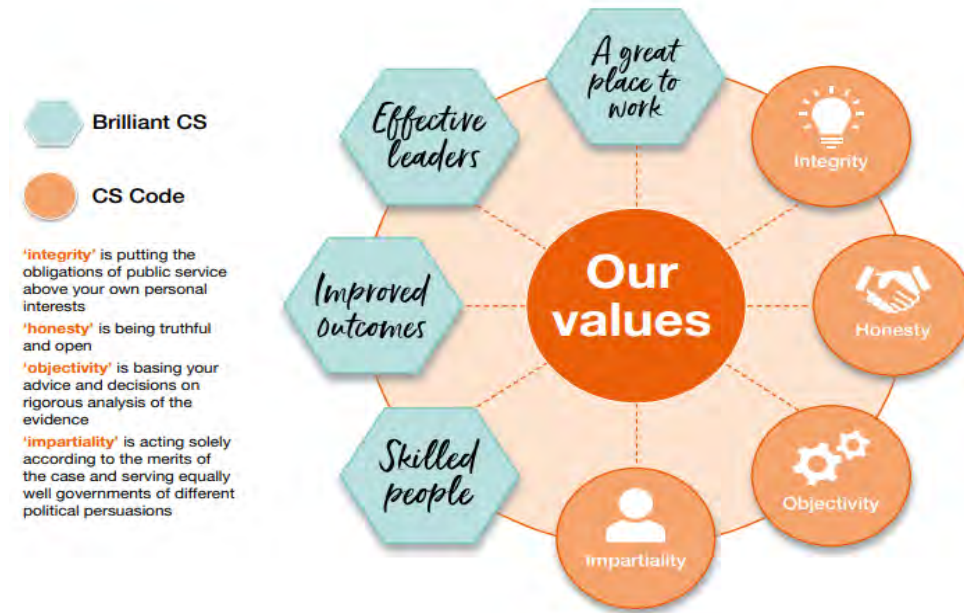 Brilliant CS
CS Code
'integrity' is putting the
obligations of public service
above your own personal
interests
'honesty' is being truthful
and open
'objectivity' is basing your
advice and decisions on
rigorous analysis of the
evidence
'impartiality' is acting solely
according to the merits of
the case and serving equally
well governments of different
political persuasions
Our
values
A great
place to
work
Integrity
Honesty
Objectivity
Impartiality
Skilled
people
Improved
outcomes
Effective
leaders